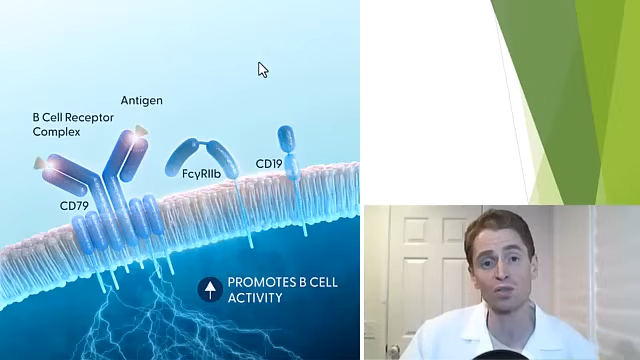 Antigen
B Cell Receptor
Complex
CD19
FcγRIIb
CD79
PROMOTES B CELL
ACTIVITY